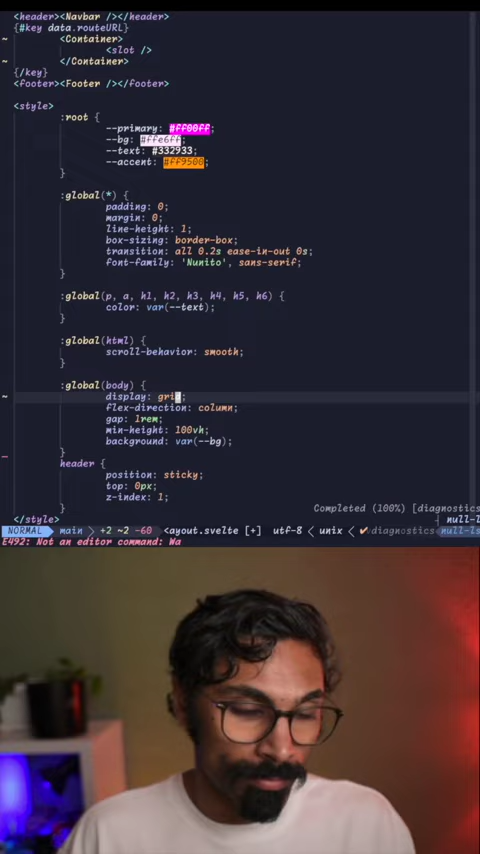 <header><Navbar /></header>
{#key data.routeURL}
~ <Container>
<slot />
~ </Container>
{/key}
<footer><Footer /></footer>
<style>
:root {
--primary: #ff00ff;
--bg: #ffe6ff;
--text: #332933;
--accent: #ff9500;
}
:global(*) {
padding: 0;
margin: 0;
line-height: 1;
box-sizing: border-box;
transition: all 0.2s ease-in-out 0s;
font-family: 'Nunito', sans-serif;
}
:global(p, a, h1, h2, h3, h4, h5, h6) {
color: var(--text);
}
:global(html) {
scroll-behavior: smooth;
}
:global(body) {
~ display: grid;
flex-direction: column;
gap: 1rem;
min-height: 100vh;
background: var(--bg);
_ }
header {
position: sticky;
top: 0px;
z-index: 1;
}
Completed (100%) [diagnostics
</style>
null-l
NORMAL main > +2 ~2 -60 <ayout.svelte [+] utf-8 < unix < ✔/diagnostics null-ls
E492: Not an editor command: Wa